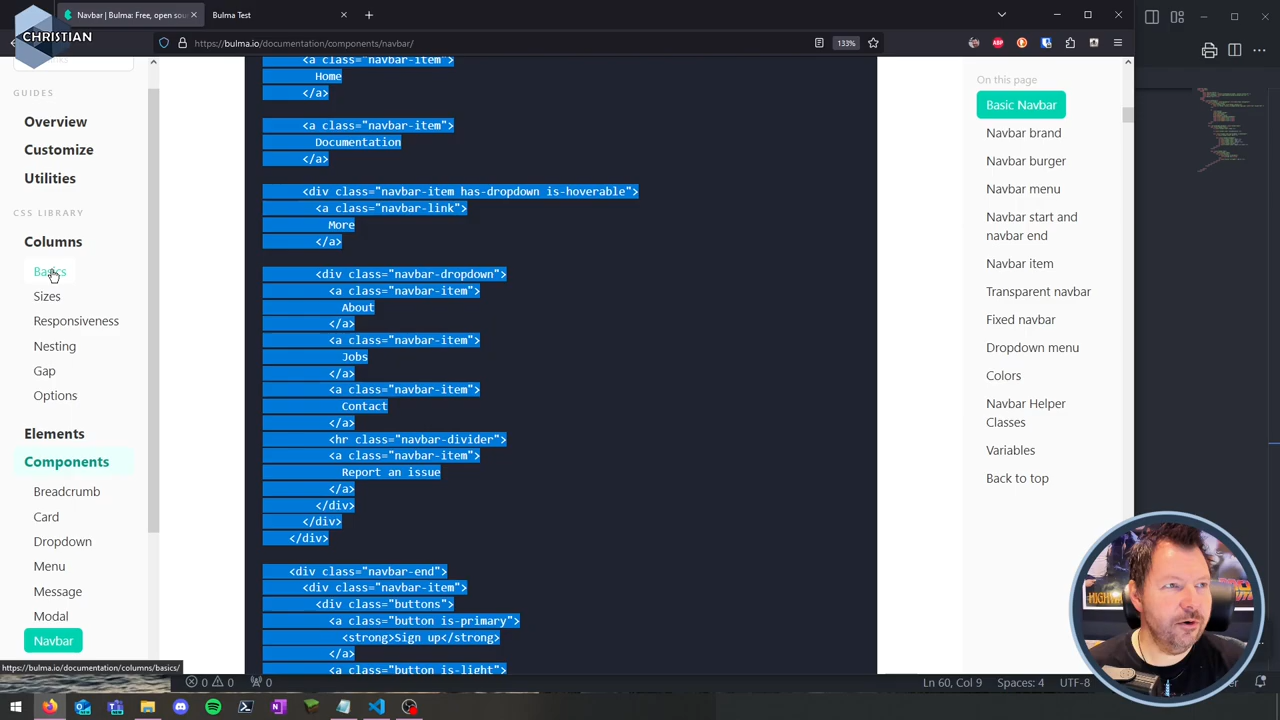 Navbar | Bulma: Free, open sou
Bulma Test
CHRISTIAN
https://bulma.io/documentation/components/navbar/
133%
GUIDES
Overview
Customize
Utilities
CSS LIBRARY
Columns
Basics
Sizes
Responsiveness
Nesting
Gap
Options
Elements
Components
Breadcrumb
Card
Dropdown
Menu
Message
Modal
Navbar
https://bulma.io/documentation/columns/basics/
<a class="navbar-item">
Home
</a>
<a class="navbar-item">
Documentation
</a>
<div class="navbar-item has-dropdown is-hoverable">
<a class="navbar-link">
More
</a>
<div class="navbar-dropdown">
<a class="navbar-item">
About
</a>
<a class="navbar-item">
Jobs
</a>
<a class="navbar-item">
Contact
</a>
<hr class="navbar-divider">
<a class="navbar-item">
Report an issue
</a>
</div>
</div>
</div>
<div class="navbar-end">
<div class="navbar-item">
<div class="buttons">
<a class="button is-primary">
<strong>Sign up</strong>
</a>
<a class="button is-light">
On this page
Basic Navbar
Navbar brand
Navbar burger
Navbar menu
Navbar start and
navbar end
Navbar item
Transparent navbar
Fixed navbar
Dropdown menu
Colors
Navbar Helper
Classes
Variables
Back to top
0 0 0
Ln 60, Col 9 Spaces: 4 UTF-8